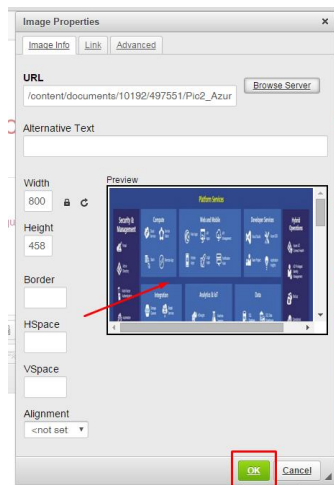 Image Properties ×
Image Info Link Advanced
URL
/content/documents/10192/497551/Pic2_Azur
Browse Server
Alternative Text
Width
800
Height
458
Border
HSpace
VSpace
Alignment
<not set
Preview
Platform Services
Security & Management
Compute
Web and Mobile
Developer Services
Hybrid Operations
Integration
Analytics & IoT
Data
OK
Cancel